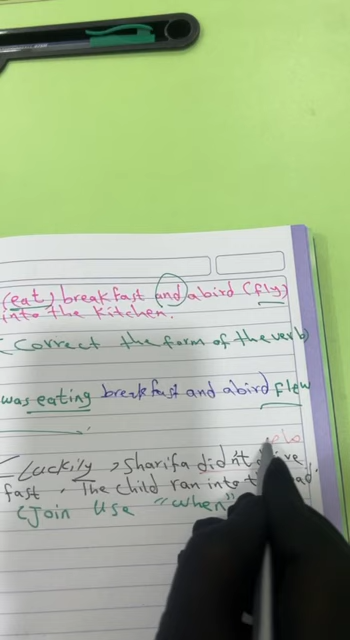 (eat) breakfast and a bird (fly)
into the kitchen.
(Correct the form of the verb)
was eating breakfast and a bird flew
Luckily, Sharifa didn't
fast. The child ran into
(Join Use "when"